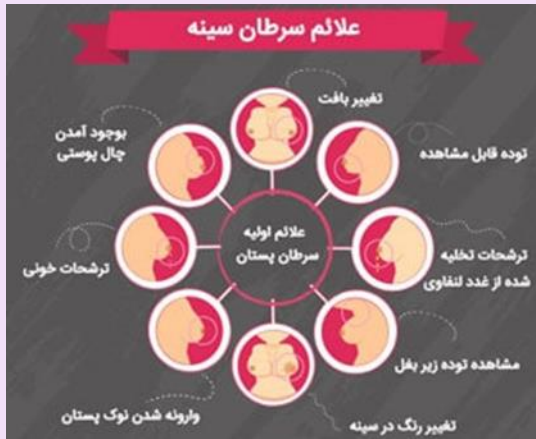 علائم سرطان سینه
تغییر بافت
توده قابل مشاهده
ترشحات تخلیه
شده از غدد لنفاوی
مشاهده توده زیر بغل
تغییر رنگ در سینه
وارونه شدن نوک پستان
ترشحات خونی
بوجود آمدن
چال پوستی
علائم اولیه
سرطان پستان